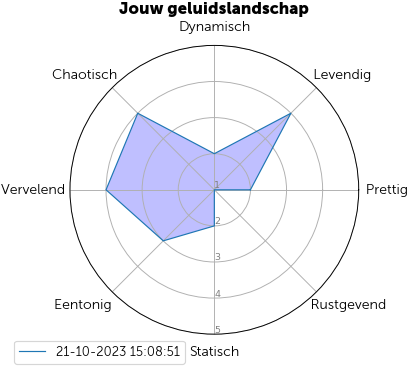 Jouw geluidslandschap
Dynamisch
Chaotisch
Levendig
Vervelend
1
Prettig
2
3
4
Eentonig
Rustgevend
5
21-10-2023 15:08:51
Statisch